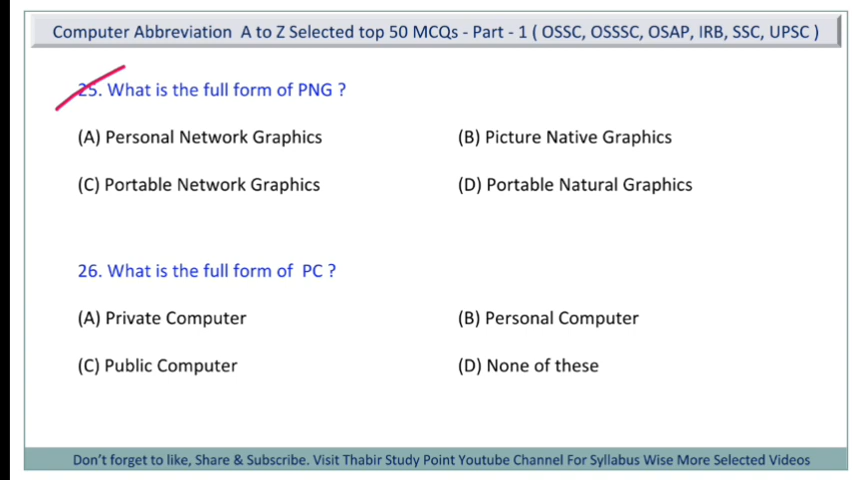 Computer Abbreviation A to Z Selected top 50 MCQs - Part - 1 ( OSSC, OSSSC, OSAP, IRB, SSC, UPSC )
25. What is the full form of PNG ?
(A) Personal Network Graphics (B) Picture Native Graphics
(C) Portable Network Graphics (D) Portable Natural Graphics
26. What is the full form of PC ?
(A) Private Computer (B) Personal Computer
(C) Public Computer (D) None of these
Don't forget to like, Share & Subscribe. Visit Thabir Study Point Youtube Channel For Syllabus Wise More Selected Videos